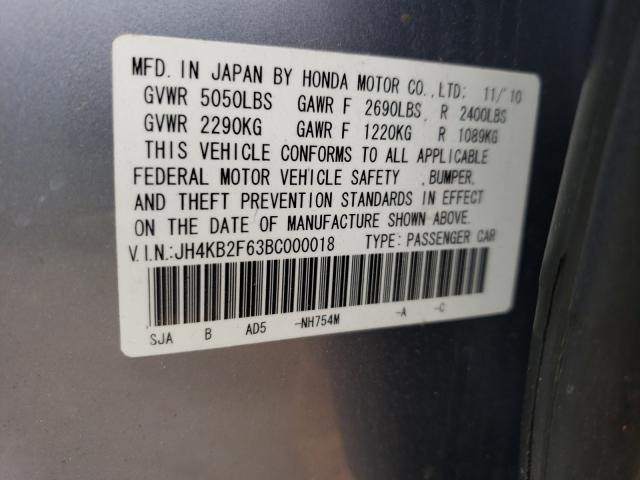 MFD. IN JAPAN BY HONDA MOTOR CO.,LTD: 11/'10
GVWR 5050LBS GAWR F 2690LBS, R 2400LBS
GVWR 2290KG GAWR F 1220KG R 1089KG
THIS VEHICLE CONFORMS TO ALL APPLICABLE
FEDERAL MOTOR VEHICLE SAFETY ,BUMPER,
AND THEFT PREVENTION STANDARDS IN EFFECT
ON THE DATE OF MANUFACTURE SHOWN ABOVE.
V.I.N.:JH4KB2F63BC000018 TYPE: PASSENGER CAR
SJA B AD5 -NH754M -A -C